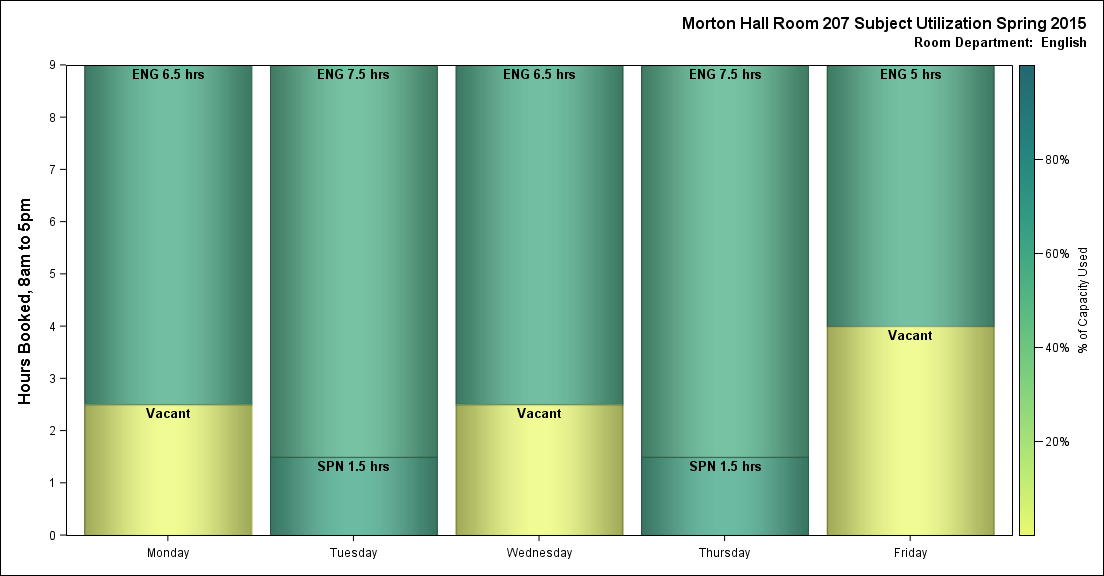 Morton Hall Room 207 Subject Utilization Spring 2015
Room Department: English
Hours Booked, 8am to 5pm
9
8
7
6
5
4
3
2
1
0
ENG 6.5 hrs
Vacant
ENG 7.5 hrs
SPN 1.5 hrs
ENG 6.5 hrs
Vacant
ENG 7.5 hrs
SPN 1.5 hrs
ENG 5 hrs
Vacant
Monday
Tuesday
Wednesday
Thursday
Friday
80%
60%
40%
20%
% of Capacity Used